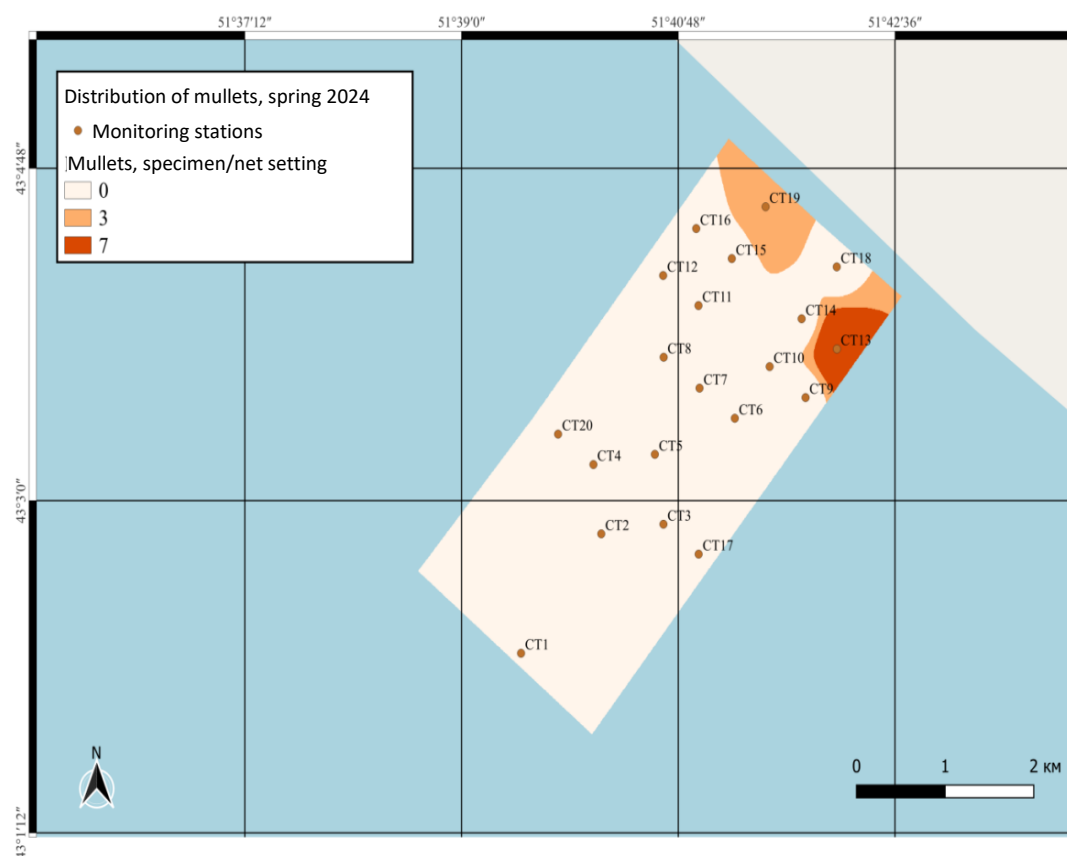 51°37'12"
51°39'0"
51°40'48"
51°42'36"
Distribution of mullets, spring 2024
Monitoring stations
Mullets, specimen/net setting
0
3
7
43°4'48"
43°3'0"
43°1'12"
CT19
CT16
CT15
CT18
CT12
CT11
CT14
CT13
CT8
CT10
CT7
CT9
CT6
CT20
CT5
CT4
CT3
CT2
CT17
CT1
N
0 1 2 км